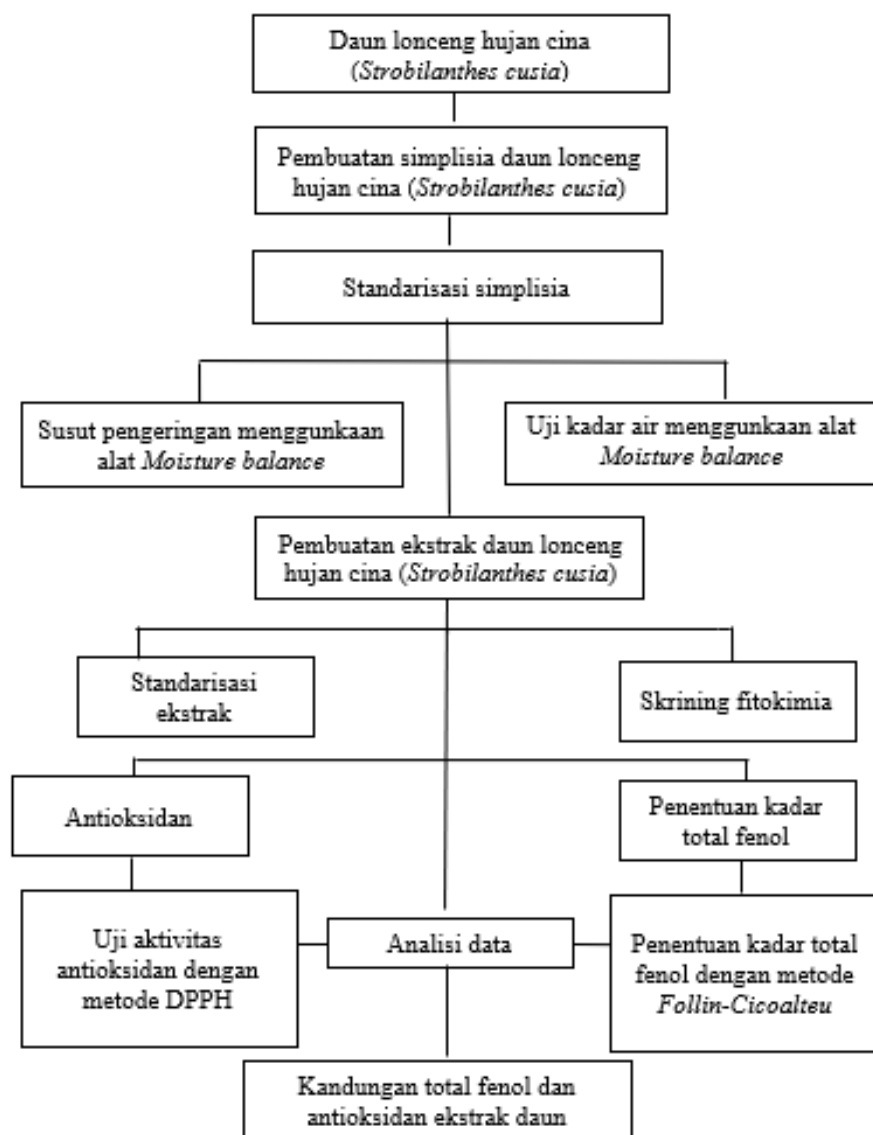 Daun lonceng hujan cina
(Strobilanthes cusia)
Pembuatan simplisia daun lonceng
hujan cina (Strobilanthes cusia)
Standarisasi simplisia
Susut pengeringan menggunkaan
alat Moisture balance
Uji kadar air menggunkaan alat
Moisture balance
Pembuatan ekstrak daun lonceng
hujan cina (Strobilanthes cusia)
Standarisasi
ekstrak
Skrining fitokimia
Antioksidan
Penentuan kadar
total fenol
Uji aktivitas
antioksidan dengan
metode DPPH
Analisi data
Penentuan kadar total
fenol dengan metode
Follin-Cicoalteu
Kandungan total fenol dan
antioksidan ekstrak daun